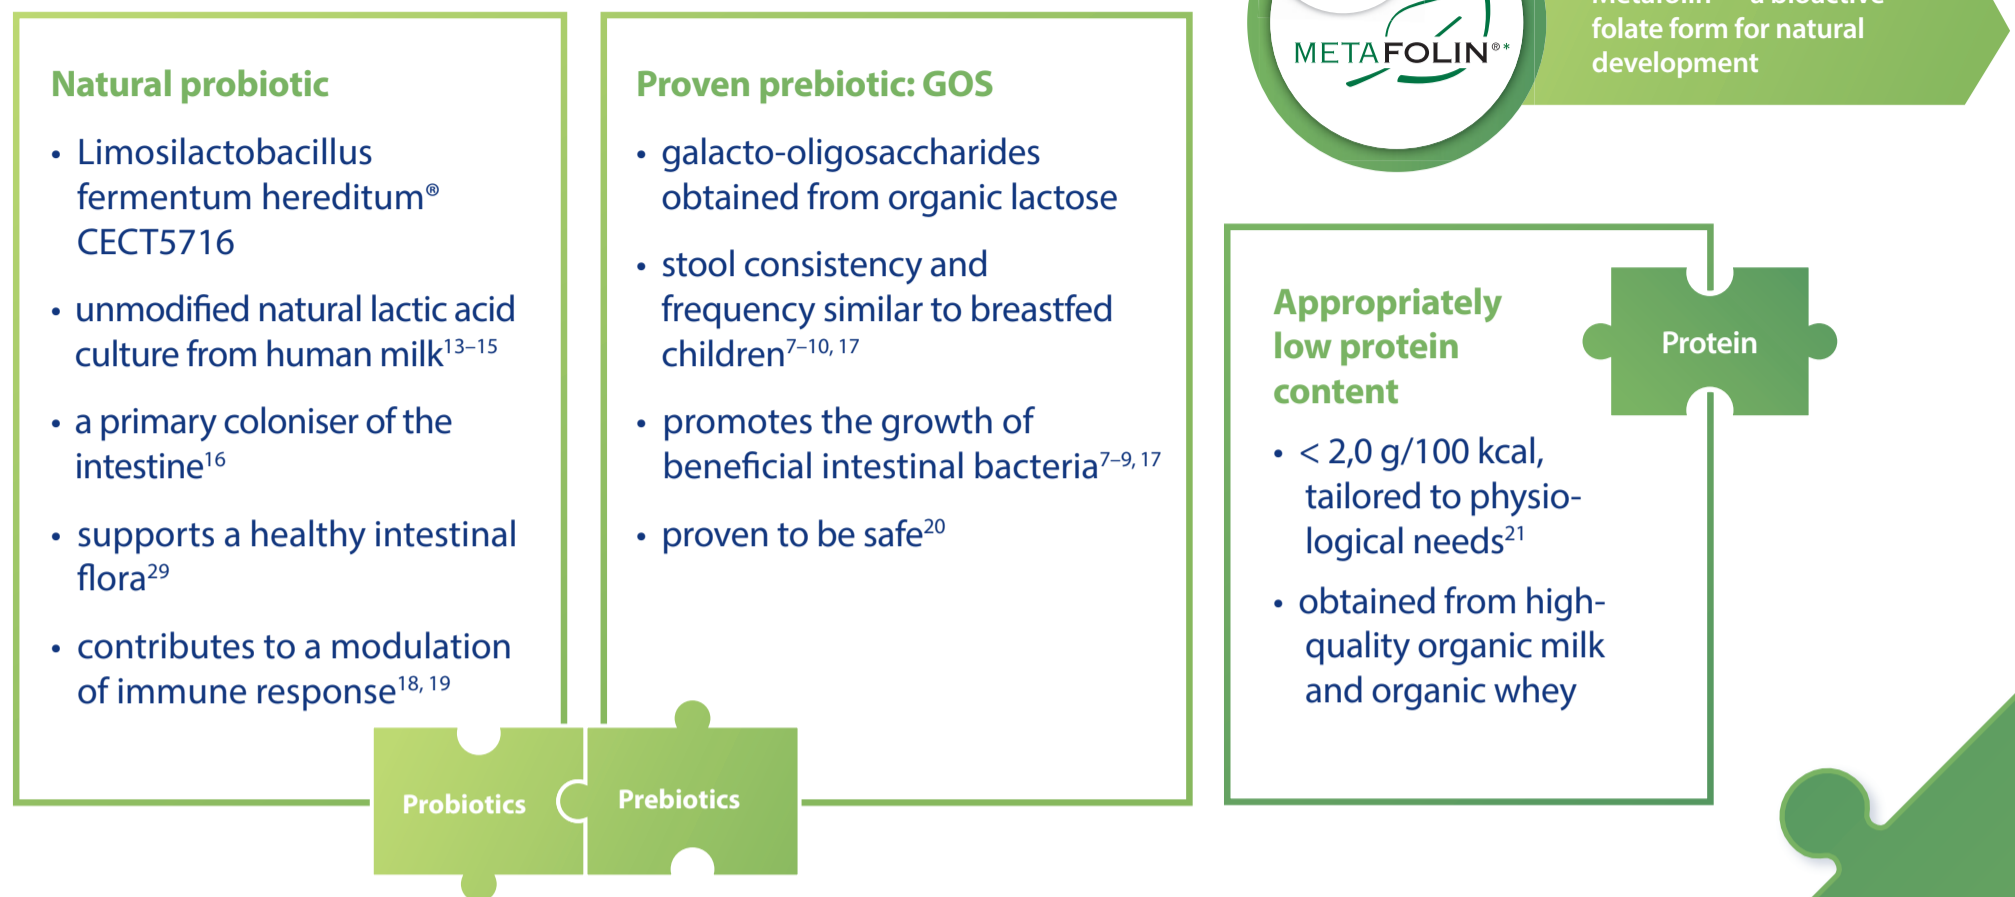 Natural probiotic
• Limosilactobacillus
fermentum hereditum®
CECT5716
• unmodified natural lactic acid
culture from human milk13–15
• a primary coloniser of the
intestine16
• supports a healthy intestinal
flora29
• contributes to a modulation
of immune response18, 19
Probiotics
Proven prebiotic: GOS
• galacto-oligosaccharides
obtained from organic lactose
• stool consistency and
frequency similar to breastfed
children7–10, 17
• promotes the growth of
beneficial intestinal bacteria7–9, 17
• proven to be safe20
Prebiotics
METAFOLIN®*
a bioactive
folate form for natural
development
Appropriately
low protein
content
Protein
• < 2,0 g/100 kcal,
tailored to physio-
logical needs21
• obtained from high-
quality organic milk
and organic whey